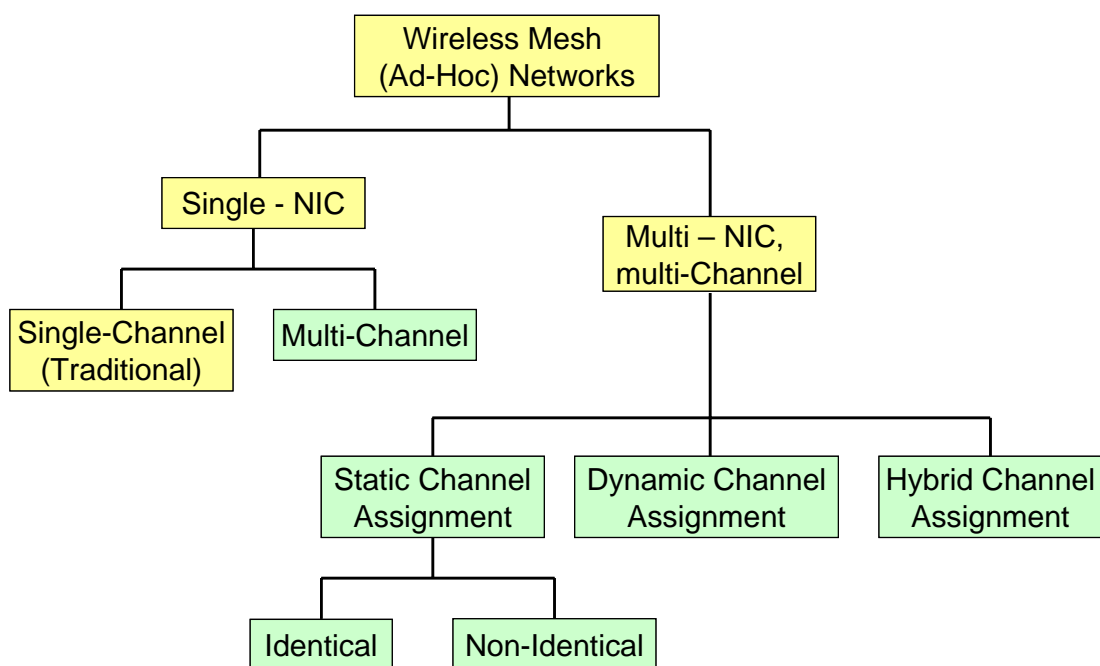 Wireless Mesh
(Ad-Hoc) Networks
Single - NIC
Multi – NIC,
multi-Channel
Single-Channel
(Traditional)
Multi-Channel
Static Channel
Assignment
Dynamic Channel
Assignment
Hybrid Channel
Assignment
Identical
Non-Identical